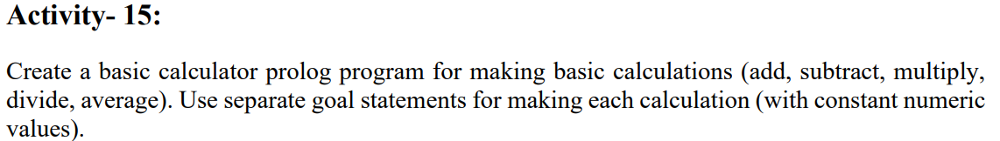 Activity- 15:
Create a basic calculator prolog program for making basic calculations (add, subtract, multiply,
divide, average). Use separate goal statements for making each calculation (with constant numeric
values).